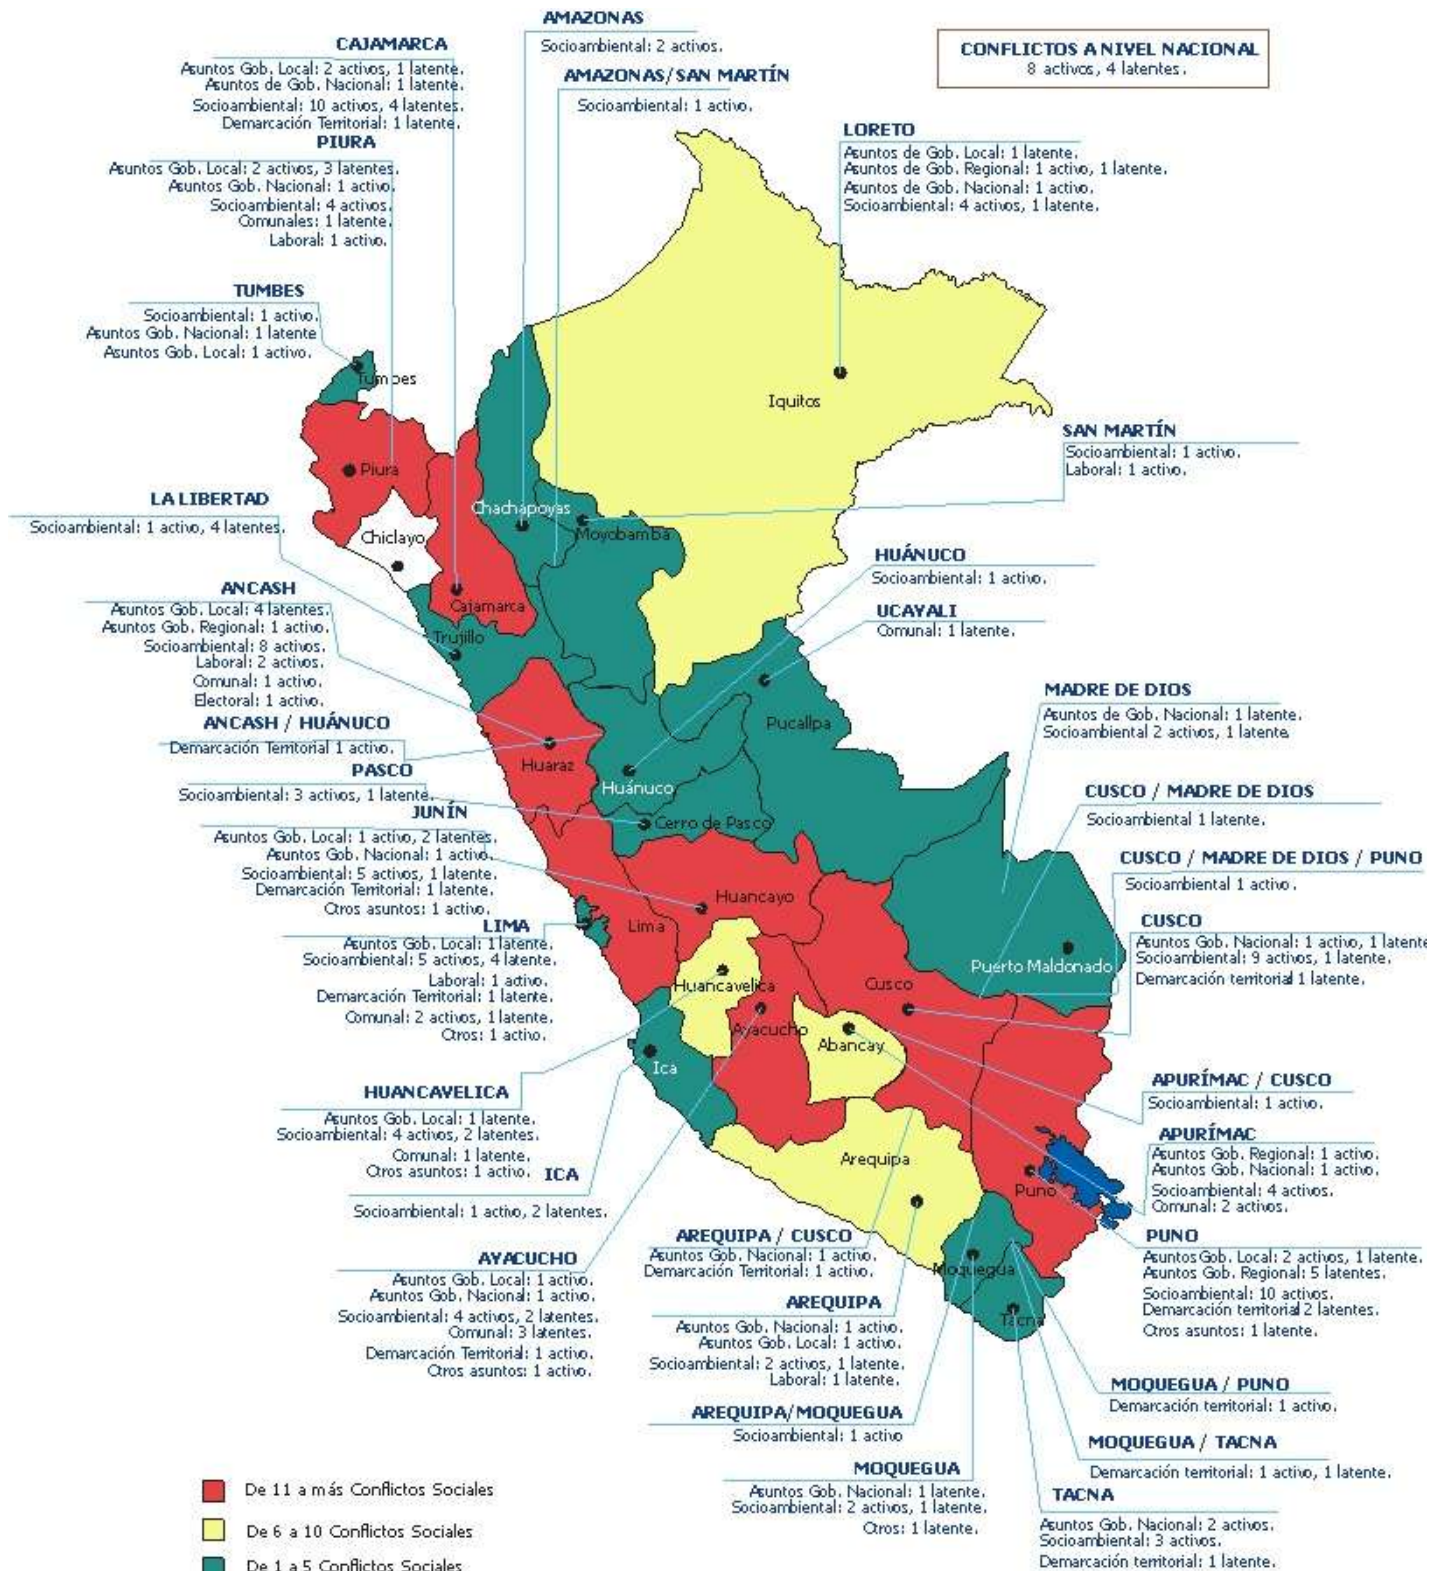 AMAZONAS
Socioambiental: 2 activos.
CAJAMARCA
Asuntos Gob. Local: 2 activos, 1 latente.
Asuntos de Gob. Nacional: 1 latente.
Socioambiental: 10 activos, 4 latentes.
Demarcación Territorial: 1 latente.
AMAZONAS/SAN MARTÍN
Socioambiental: 1 activo.
CONFLICTOS A NIVEL NACIONAL
8 activos, 4 latentes.
PIURA
Asuntos Gob. Local: 2 activos, 3 latentes.
Asuntos Gob. Nacional: 1 activo.
Socioambiental: 4 activos.
Comunales: 1 latente.
Laboral: 1 activo.
LORETO
Asuntos de Gob. Local: 1 latente.
Asuntos de Gob. Regional: 1 activo, 1 latente.
Asuntos de Gob. Nacional: 1 activo.
Socioambiental: 4 activos, 1 latente.
TUMBES
Socioambiental: 1 activo.
Asuntos Gob. Nacional: 1 latente
Asuntos Gob. Local: 1 activo.
Tumbes
Iquitos
SAN MARTÍN
Socioambiental: 1 activo.
Laboral: 1 activo.
Piura
LA LIBERTAD
Socioambiental: 1 activo, 4 latentes.
Chachapoyas
Chiclayo
Moyobamba
HUÁNUCO
Socioambiental: 1 activo.
ANCASH
Asuntos Gob. Local: 4 latentes.
Asuntos Gob. Regional: 1 activo.
Socioambiental: 8 activos.
Laboral: 2 activos.
Comunal: 1 activo.
Electoral: 1 activo.
Cajamarca
Trujillo
UCAYALI
Comunal: 1 latente.
MADRE DE DIOS
Asuntos de Gob. Nacional: 1 latente.
Socioambiental 2 activos, 1 latente
ANCASH / HUÁNUCO
Demarcación Territorial 1 activo.
Pucallpa
Huaraz
Huánuco
PASCO
Socioambiental: 3 activos, 1 latente.
CUSCO / MADRE DE DIOS
Socioambiental 1 latente.
Cerro de Pasco
JUNÍN
Asuntos Gob. Local: 1 activo, 2 latentes.
Asuntos Gob. Nacional: 1 activo.
Socioambiental: 5 activos, 1 latente.
Demarcación Territorial: 1 latente.
Otros asuntos: 1 activo.
CUSCO / MADRE DE DIOS / PUNO
Socioambiental 1 activo.
Huancayo
Lima
LIMA
Asuntos Gob. Local: 1 latente.
Socioambiental: 5 activos, 4 latente.
Laboral: 1 activo.
Demarcación Territorial: 1 latente.
Comunal: 2 activos, 1 latente.
Otros: 1 activo.
CUSCO
Asuntos Gob. Nacional: 1 activo, 1 latente
Socioambiental: 9 activos, 1 latente.
Demarcación territorial 1 latente.
Puerto Maldonado
Huancavelica
Cusco
Ayacucho
Abancay
Ica
HUANCAVELICA
Asuntos Gob. Local: 1 latente.
Socioambiental: 4 activos, 2 latentes.
Comunal: 1 latente.
Otros asuntos: 1 activo.
APURÍMAC / CUSCO
Socioambiental: 1 activo.
APURÍMAC
Asuntos Gob. Regional: 1 activo.
Asuntos Gob. Nacional: 1 activo.
Socioambiental: 4 activos.
Comunal: 2 activos.
Arequipa
Puno
ICA
Socioambiental: 1 activo, 2 latentes.
AREQUIPA / CUSCO
Asuntos Gob. Nacional: 1 activo.
Demarcación Territorial: 1 activo.
PUNO
Asuntos Gob. Local: 2 activos, 1 latente.
Asuntos Gob. Regional: 5 latentes.
Socioambiental: 10 activos.
Demarcación territorial 2 latentes.
Otros asuntos: 1 latente.
AYACUCHO
Asuntos Gob. Local: 1 activo.
Asuntos Gob. Nacional: 1 activo.
Socioambiental: 4 activos, 2 latentes.
Comunal: 3 latentes.
Demarcación Territorial: 1 activo.
Otros asuntos: 1 activo.
Moquegua
Tacna
AREQUIPA
Asuntos Gob. Nacional: 1 activo.
Asuntos Gob. Local: 1 activo.
Socioambiental: 2 activos, 1 latente.
Laboral: 1 latente.
MOQUEGUA / PUNO
Demarcación territorial: 1 activo.
AREQUIPA/MOQUEGUA
Socioambiental: 1 activo
MOQUEGUA / TACNA
Demarcación territorial: 1 activo, 1 latente.
MOQUEGUA
Asuntos Gob. Nacional: 1 latente.
Socioambiental: 2 activos, 1 latente.
Otros: 1 latente.
TACNA
Asuntos Gob. Nacional: 2 activos.
Socioambiental: 3 activos.
Demarcación territorial: 1 latente.
De 11 a más Conflictos Sociales
De 6 a 10 Conflictos Sociales
De 1 a 5 Conflictos Sociales